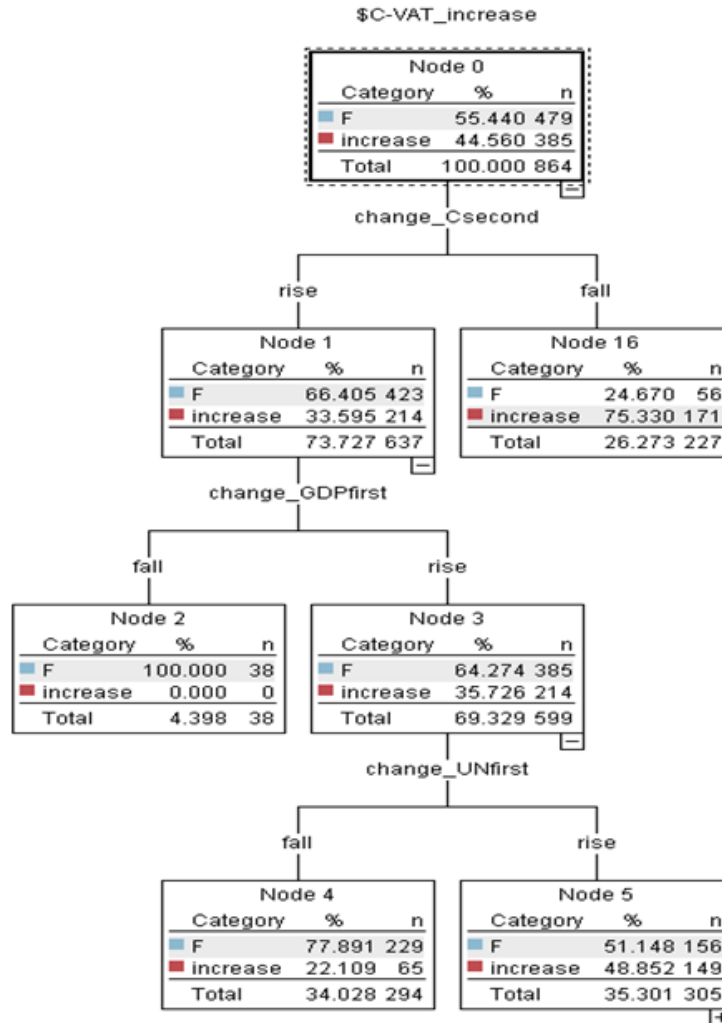 $C-VAT_increase
Node 0
Category % n
F 55.440 479
increase 44.560 385
Total 100.000 864
change_Csecond
rise
fall
Node 1
Category % n
F 66.405 423
increase 33.595 214
Total 73.727 637
Node 16
Category % n
F 24.670 56
increase 75.330 171
Total 26.273 227
change_GDPfirst
fall
rise
Node 2
Category % n
F 100.000 38
increase 0.000 0
Total 4.398 38
Node 3
Category % n
F 64.274 385
increase 35.726 214
Total 69.329 599
change_UNfirst
fall
rise
Node 4
Category % n
F 77.891 229
increase 22.109 65
Total 34.028 294
Node 5
Category % n
F 51.148 156
increase 48.852 149
Total 35.301 305